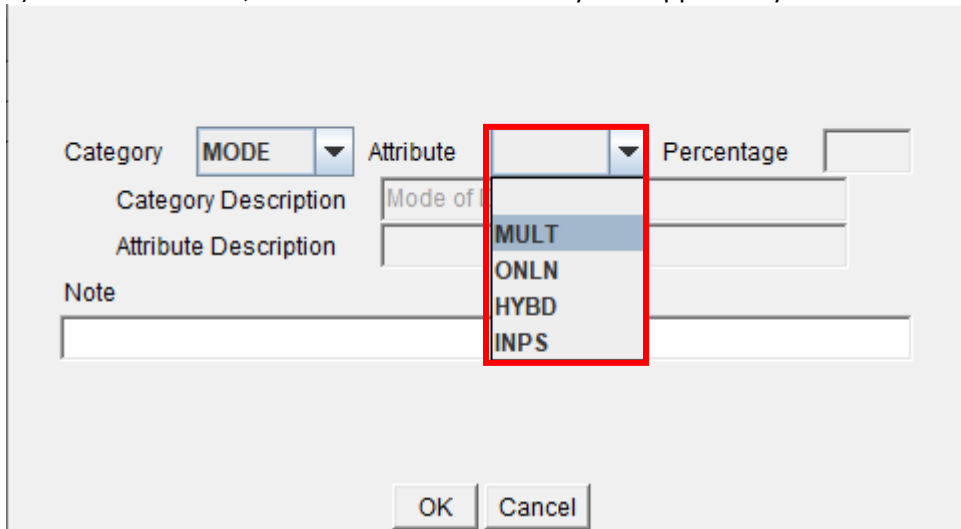 Category MODE Attribute Percentage
Category Description Mode of
Attribute Description
MULT
ONLN
Note
HYBD
INPS
OK Cancel